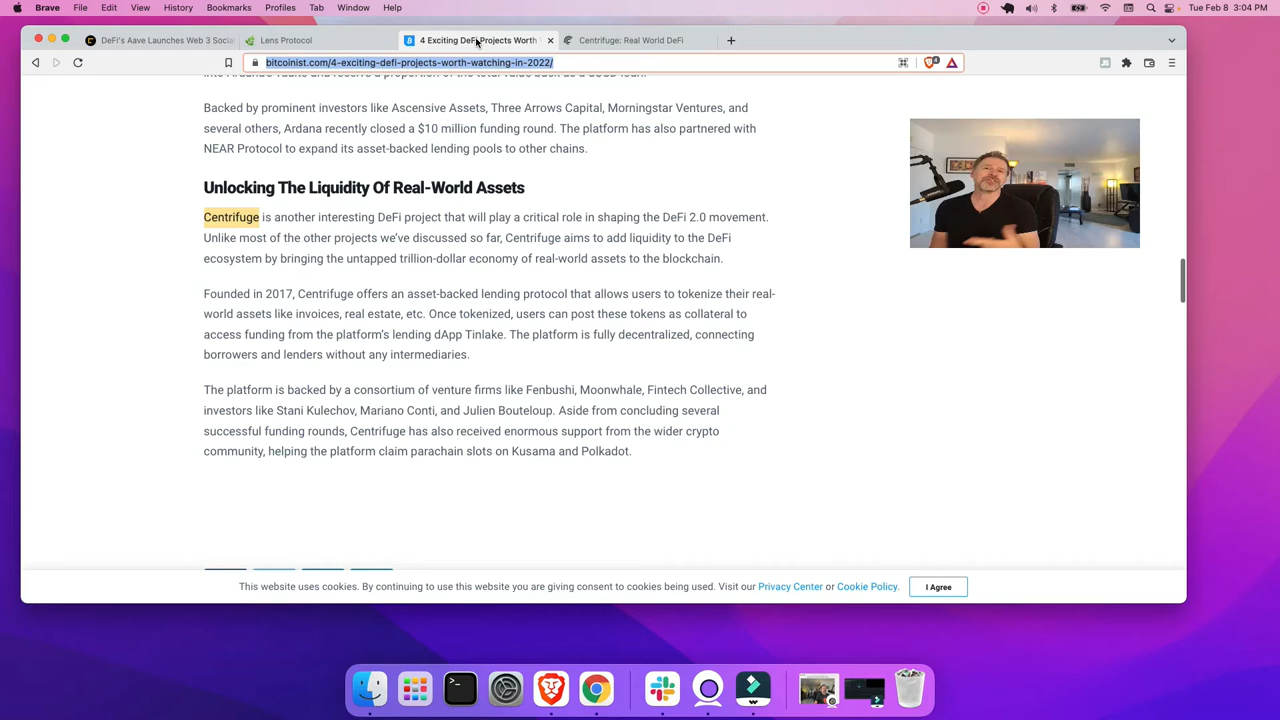 Brave File Edit View History Bookmarks Profiles Tab Window Help Tue Feb 8 3:04 PM
DeFi's Aave Launches Web 3 Social
Lens Protocol
4 Exciting DeFi Projects Worth
Centrifuge: Real World DeFi
bitcoinist.com/4-exciting-defi-projects-worth-watching-in-2022/
Backed by prominent investors like Ascensive Assets, Three Arrows Capital, Morningstar Ventures, and
several others, Ardana recently closed a $10 million funding round. The platform has also partnered with
NEAR Protocol to expand its asset-backed lending pools to other chains.
Unlocking The Liquidity Of Real-World Assets
Centrifuge is another interesting DeFi project that will play a critical role in shaping the DeFi 2.0 movement.
Unlike most of the other projects we've discussed so far, Centrifuge aims to add liquidity to the DeFi
ecosystem by bringing the untapped trillion-dollar economy of real-world assets to the blockchain.
Founded in 2017, Centrifuge offers an asset-backed lending protocol that allows users to tokenize their real-
world assets like invoices, real estate, etc. Once tokenized, users can post these tokens as collateral to
access funding from the platform's lending dApp Tinlake. The platform is fully decentralized, connecting
borrowers and lenders without any intermediaries.
The platform is backed by a consortium of venture firms like Fenbushi, Moonwhale, Fintech Collective, and
investors like Stani Kulechov, Mariano Conti, and Julien Bouteloup. Aside from concluding several
successful funding rounds, Centrifuge has also received enormous support from the wider crypto
community, helping the platform claim parachain slots on Kusama and Polkadot.
This website uses cookies. By continuing to use this website you are giving consent to cookies being used. Visit our Privacy Center or Cookie Policy. I Agree